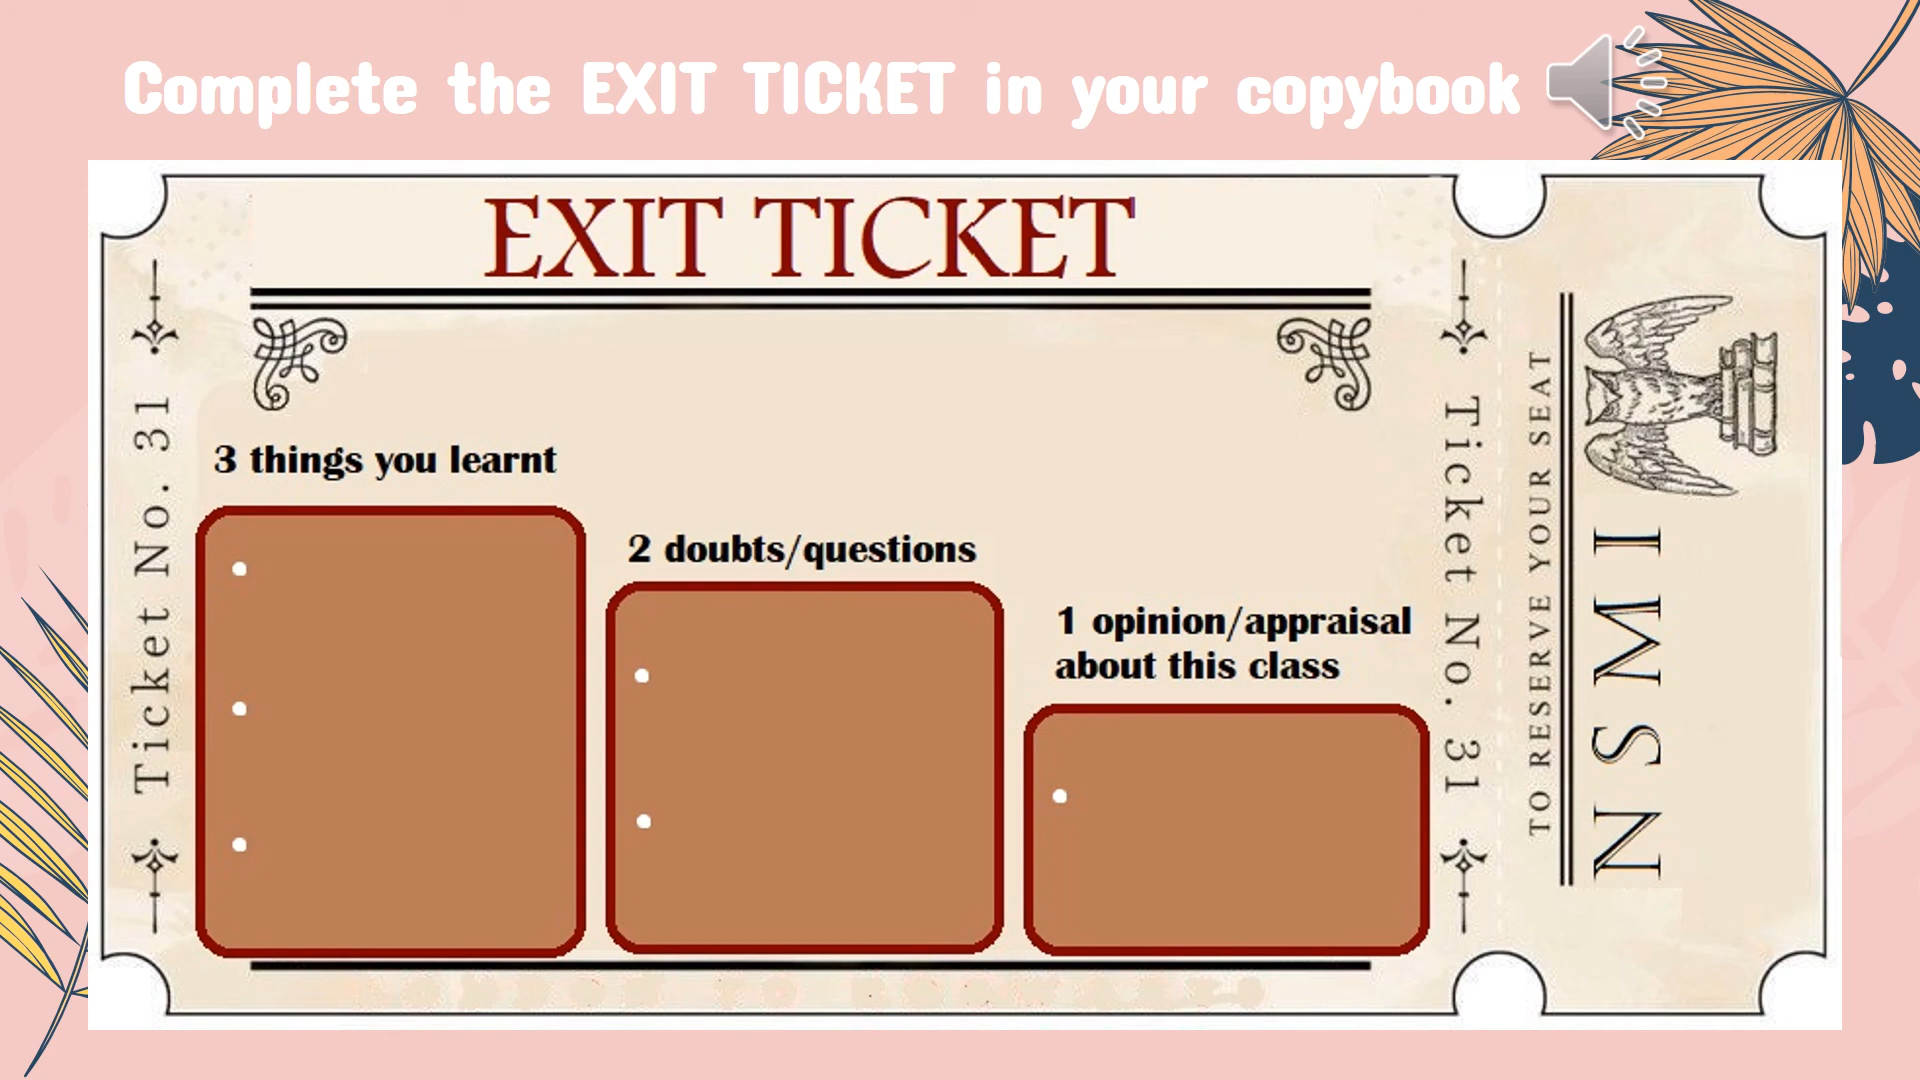 Complete the EXIT TICKET in your copybook
EXIT TICKET
Ticket No. 31
3 things you learnt
2 doubts/questions
1 opinion/appraisal
about this class
Ticket No. 31
TO RESERVE YOUR SEAT
NSMI